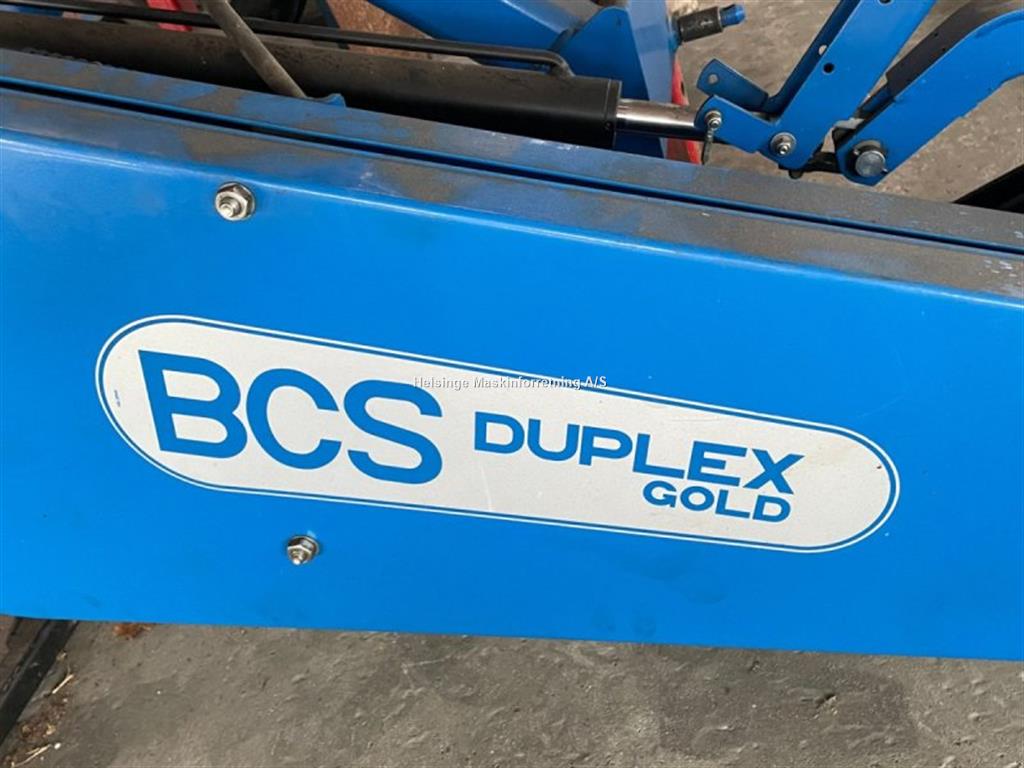 BCS DUPLEX
GOLD
Helsinge Maskinforretning A/S